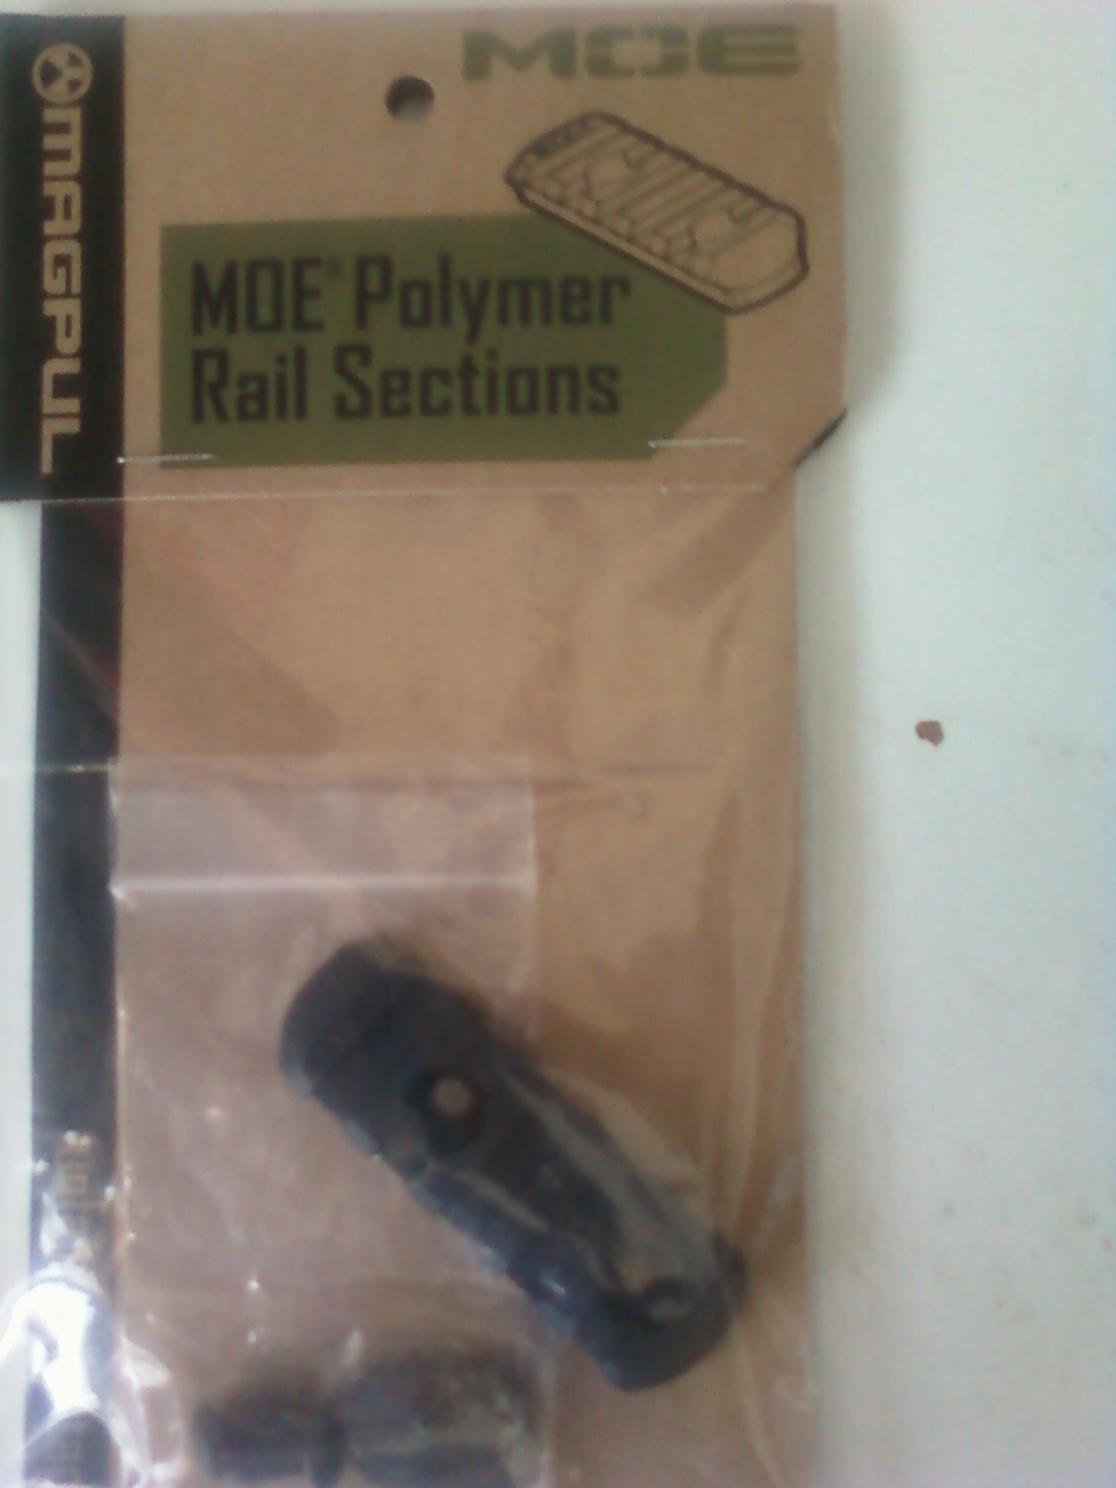 MOE
MAGPUL
MOE® Polymer
Rail Sections